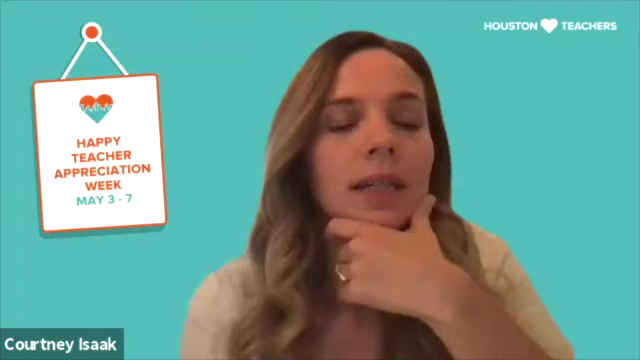 HOUSTON TEACHERS
HAPPY
TEACHER
APPRECIATION
WEEK
MAY 3 - 7
Courtney Isaak